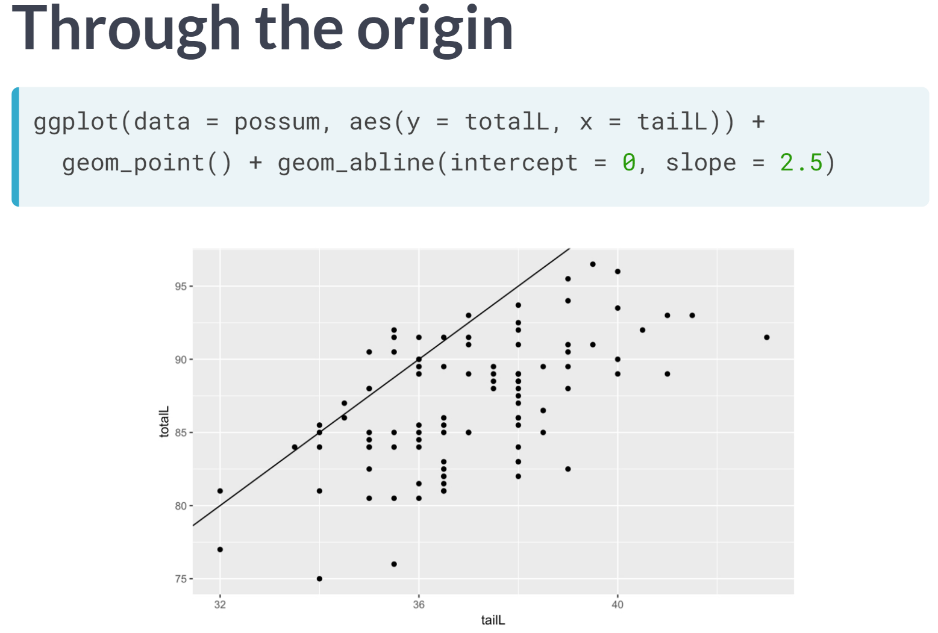 Through the origin
ggplot(data = possum, aes(y = totalL, x = tailL)) +
  geom_point() + geom_abline(intercept = 0, slope = 2.5)
95
90
85
80
75
totalL
32 36 40
tailL